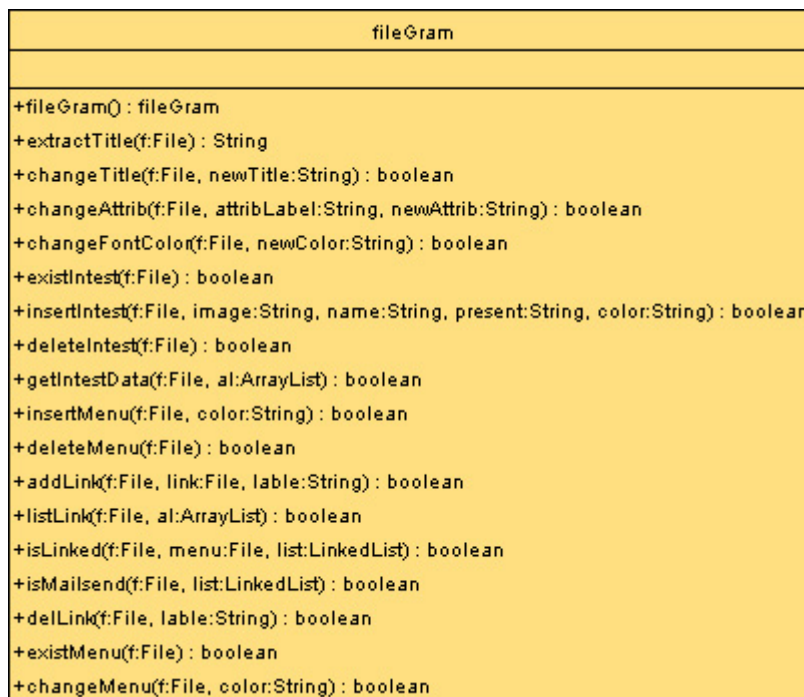 fileGram
+fileGram() : fileGram
+extractTitle(f:File) : String
+changeTitle(f:File, newTitle:String) : boolean
+changeAttrib(f:File, attribLabel:String, newAttrib:String) : boolean
+changeFontColor(f:File, newColor:String) : boolean
+existIntest(f:File) : boolean
+insertIntest(f:File, image:String, name:String, present:String, color:String) : boolean
+deleteIntest(f:File) : boolean
+getIntestData(f:File, al:ArrayList) : boolean
+insertMenu(f:File, color:String) : boolean
+deleteMenu(f:File) : boolean
+addLink(f:File, link:File, lable:String) : boolean
+listLink(f:File, al:ArrayList) : boolean
+isLinked(f:File, menu:File, list:LinkedList) : boolean
+isMailsend(f:File, list:LinkedList) : boolean
+delLink(f:File, lable:String) : boolean
+existMenu(f:File) : boolean
+changeMenu(f:File, color:String) : boolean